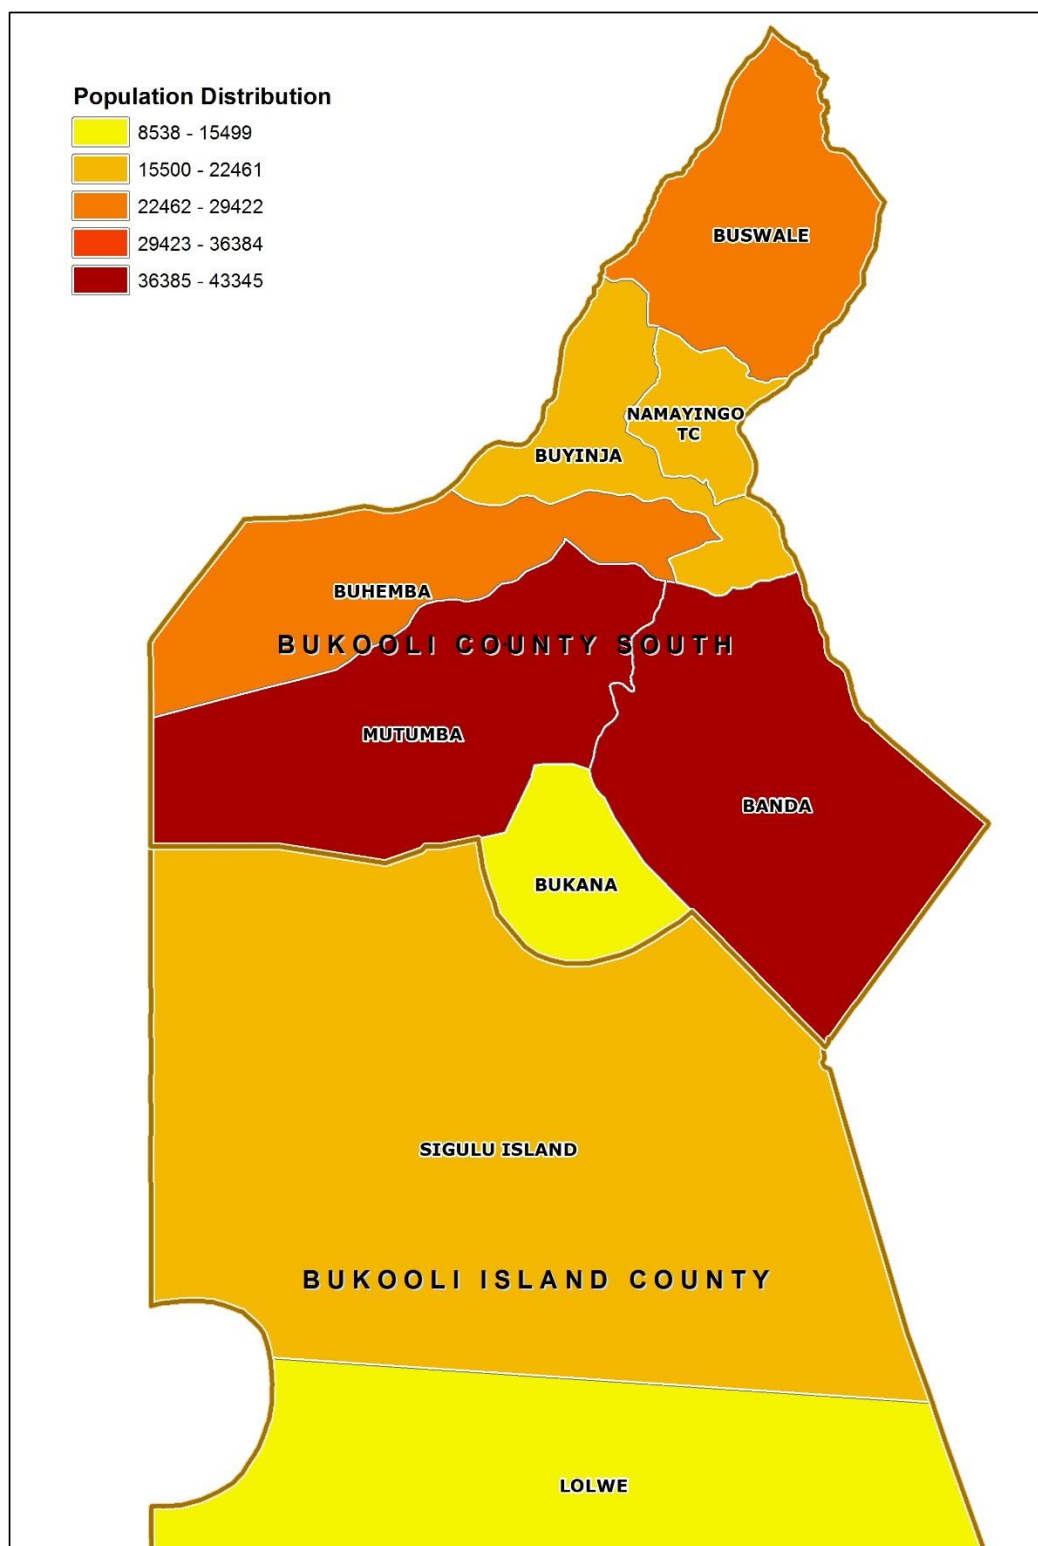 Population Distribution
8538 - 15499
15500 - 22461
22462 - 29422
29423 - 36384
36385 - 43345
BUSWALE
NAMAYINGO
TC
BUYINJA
BUHEMBA
BUKOOLI COUNTY SOUTH
MUTUMBA
BANDA
BUKANA
SIGULU ISLAND
BUKOOLI ISLAND COUNTY
LOLWE